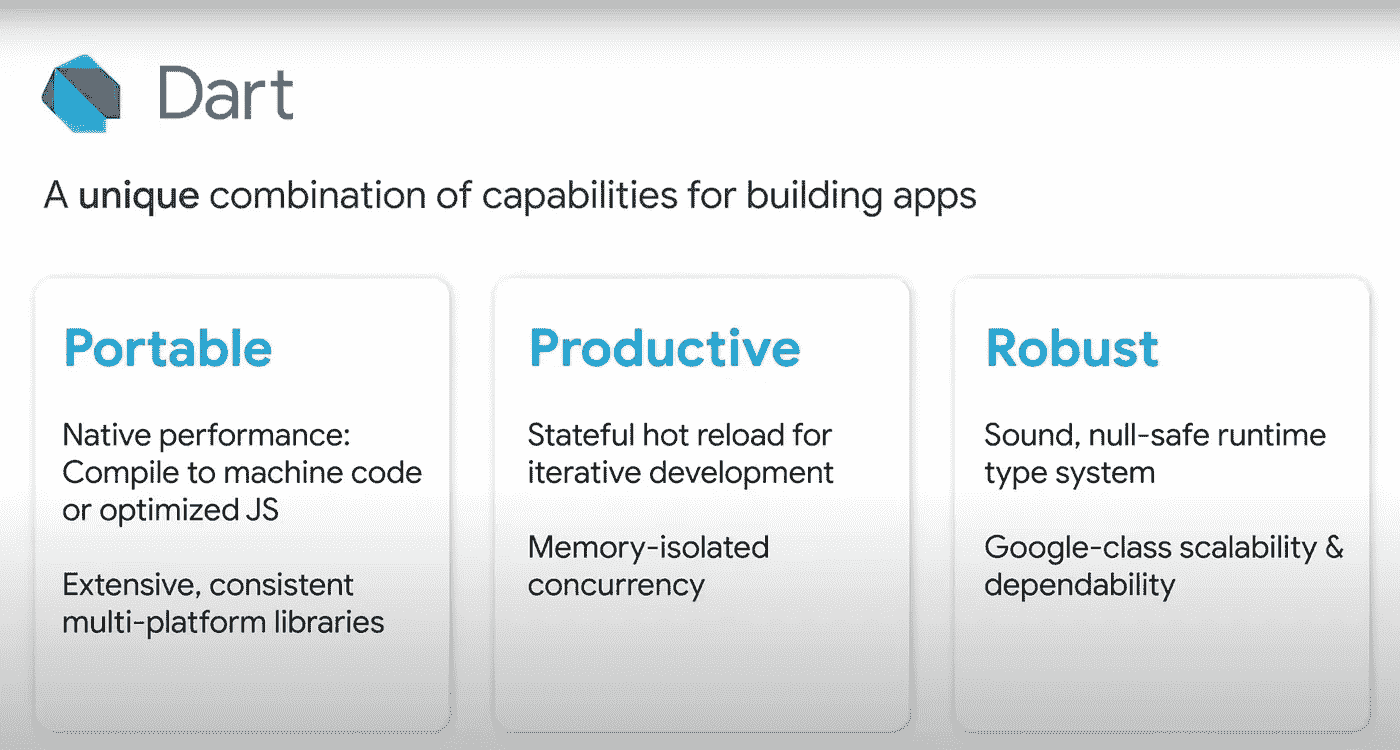 Dart
A unique combination of capabilities for building apps
Portable
Native performance:
Compile to machine code
or optimized JS
Extensive, consistent
multi-platform libraries
Productive
Stateful hot reload for
iterative development
Memory-isolated
concurrency
Robust
Sound, null-safe runtime
type system
Google-class scalability &
dependability